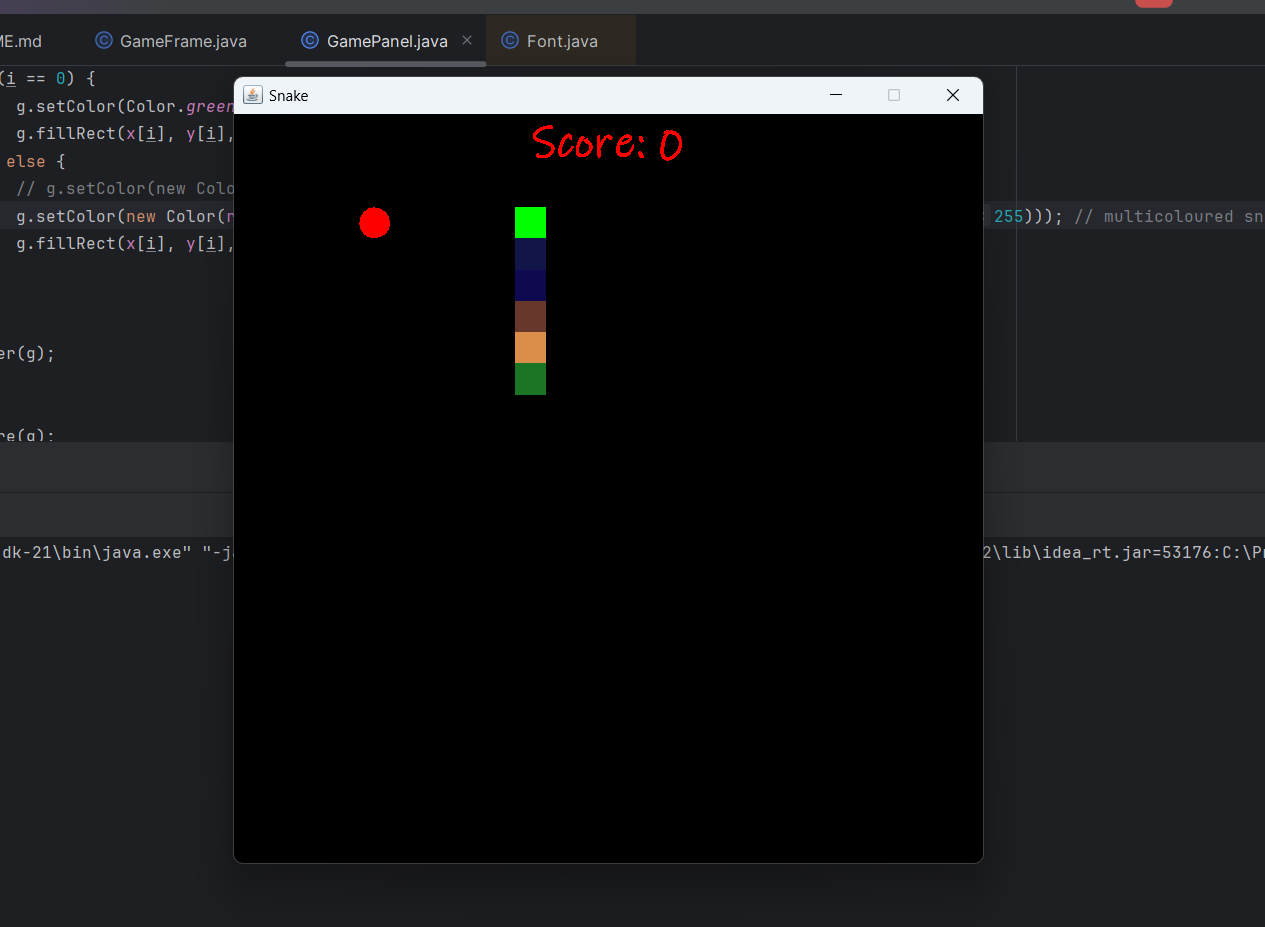 ME.md GameFrame.java GamePanel.java Font.java
(i == 0) {
Snake
g.setColor(Color.green
Score: 0
g.fillRect(x[i], y[i],
else {
// g.setColor(new Colo
g.setColor(new Color(r 255))); // multicoloured sn
g.fillRect(x[i], y[i],
er(g);
re(g);
dk-21\bin\java.exe" "-ja 2\lib\idea_rt.jar=53176:C:\Pr